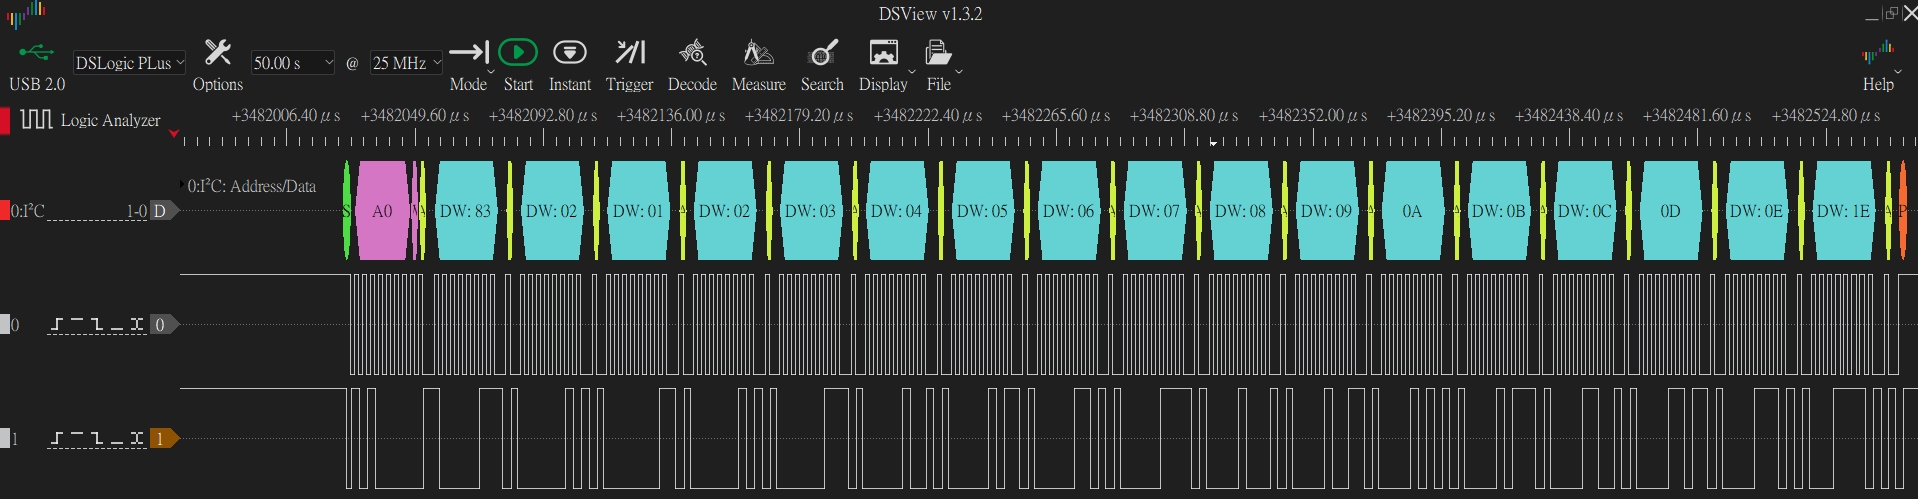 DSView v1.3.2
USB 2.0
DSLogic PLus
Options
50.00 s
@
25 MHz
Mode
Start
Instant
Trigger
Decode
Measure
Search
Display
File
Help
Logic Analyzer
+3482006.40 μs +3482049.60 μs +3482092.80 μs +3482136.00 μs +3482179.20 μs +3482222.40 μs +3482265.60 μs +3482308.80 μs +3482352.00 μs +3482395.20 μs +3482438.40 μs +3482481.60 μs +3482524.80 μs
0:I²C: Address/Data
0:I²C 1-0 D S A0 DW: 83 DW: 02 DW: 01 A DW: 02 DW: 03 A DW: 04 DW: 05 DW: 06 A DW: 07 DW: 08 DW: 09 0A DW: 0B A DW: 0C 0D DW: 0E DW: 1E A P
0 0
1 1